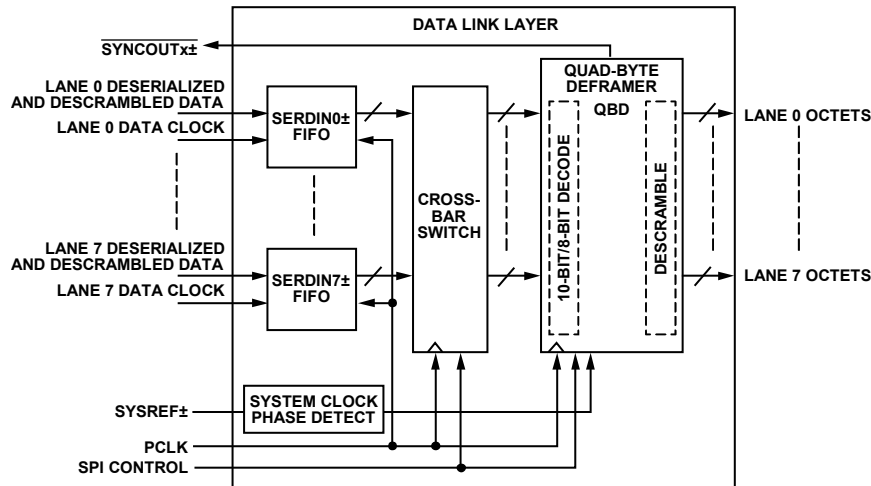 DATA LINK LAYER
SYNCOUTx±
LANE 0 DESERIALIZED
AND DESCRAMBLED DATA
LANE 0 DATA CLOCK
SERDIN0±
FIFO
CROSS-
BAR
SWITCH
QUAD-BYTE
DEFRAMER
QBD
10-BIT/8-BIT DECODE
DESCRAMBLE
LANE 0 OCTETS
LANE 7 DESERIALIZED
AND DESCRAMBLED DATA
LANE 7 DATA CLOCK
SERDIN7±
FIFO
LANE 7 OCTETS
SYSREF±
SYSTEM CLOCK
PHASE DETECT
PCLK
SPI CONTROL